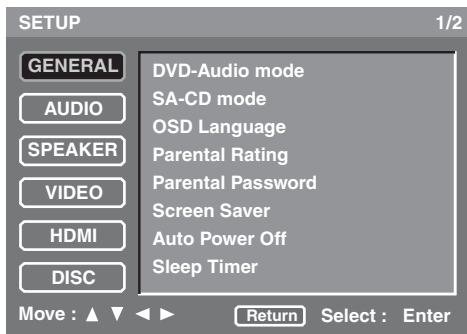 SETUP 1/2
GENERAL
AUDIO
SPEAKER
VIDEO
HDMI
DISC
DVD-Audio mode
SA-CD mode
OSD Language
Parental Rating
Parental Password
Screen Saver
Auto Power Off
Sleep Timer
Move : ▲ ▼ ◄ ► Return Select : Enter